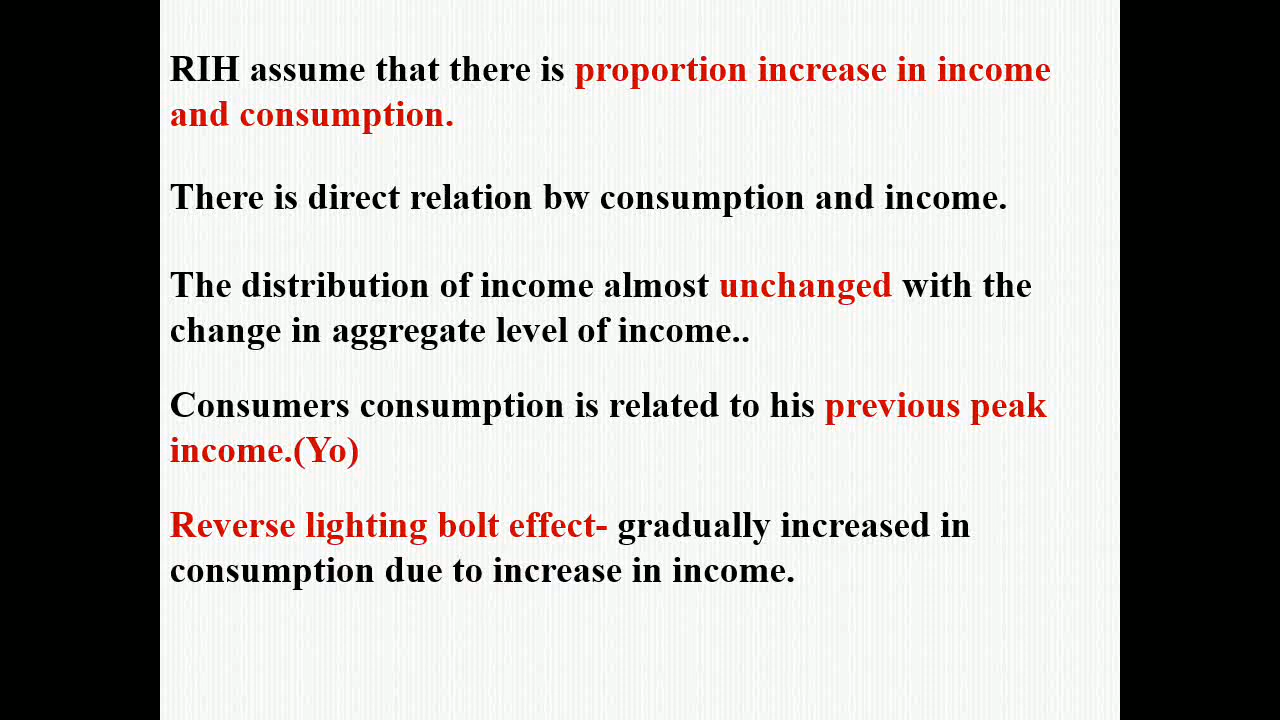 RIH assume that there is proportion increase in income
and consumption.
There is direct relation bw consumption and income.
The distribution of income almost unchanged with the
change in aggregate level of income..
Consumers consumption is related to his previous peak
income.(Yo)
Reverse lighting bolt effect- gradually increased in
consumption due to increase in income.